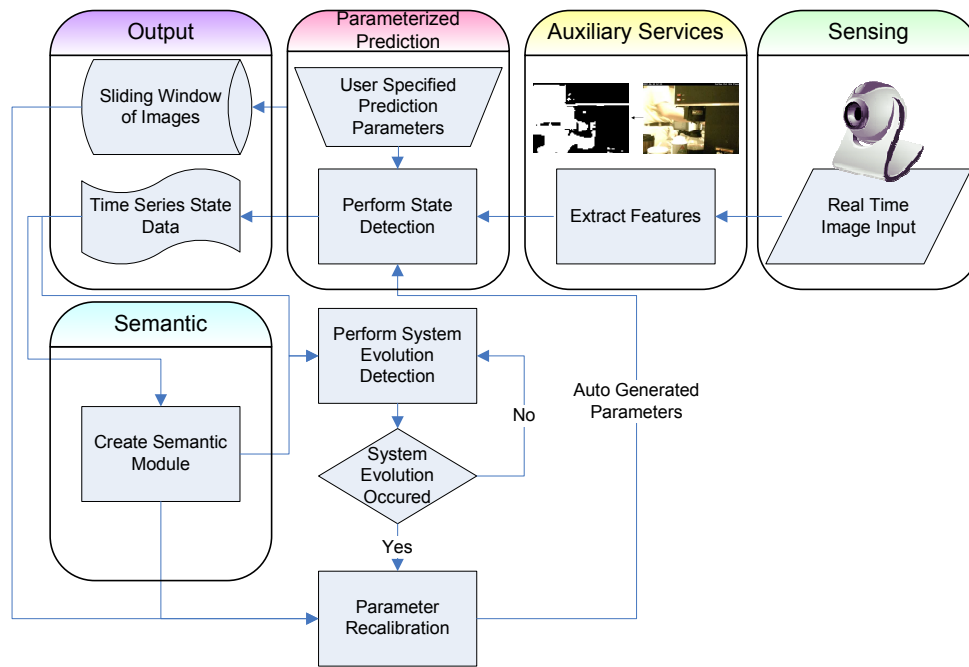 Output
Parameterized
Prediction
Auxiliary Services
Sensing
Sliding Window
of Images
User Specified
Prediction
Parameters
Time Series State
Data
Perform State
Detection
Extract Features
Real Time
Image Input
Semantic
Perform System
Evolution
Detection
Auto Generated
Parameters
No
Create Semantic
Module
System
Evolution
Occured
Yes
Parameter
Recalibration